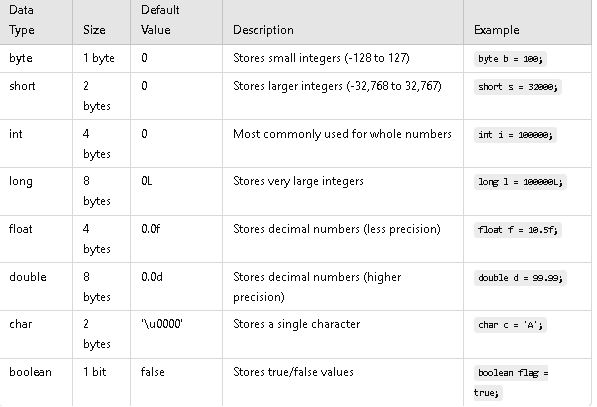 Data Type | Size | Default Value | Description | Example
byte | 1 byte | 0 | Stores small integers (-128 to 127) | byte b = 100;
short | 2 bytes | 0 | Stores larger integers (-32,768 to 32,767) | short s = 32000;
int | 4 bytes | 0 | Most commonly used for whole numbers | int i = 100000;
long | 8 bytes | 0L | Stores very large integers | long l = 100000L;
float | 4 bytes | 0.0f | Stores decimal numbers (less precision) | float f = 10.5f;
double | 8 bytes | 0.0d | Stores decimal numbers (higher precision) | double d = 99.99;
char | 2 bytes | '\u0000' | Stores a single character | char c = 'A';
boolean | 1 bit | false | Stores true/false values | boolean flag = true;